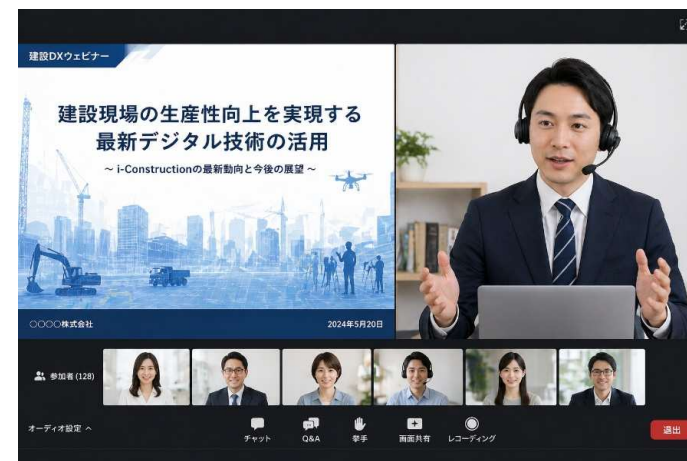 建設DXウェビナー
建設現場の生産性向上を実現する
最新デジタル技術の活用
～ i-Constructionの最新動向と今後の展望 ～
〇〇〇〇株式会社
2024年5月20日
参加者 (128)
オーディオ設定
チャット
Q&A
挙手
画面共有
レコーディング
退出